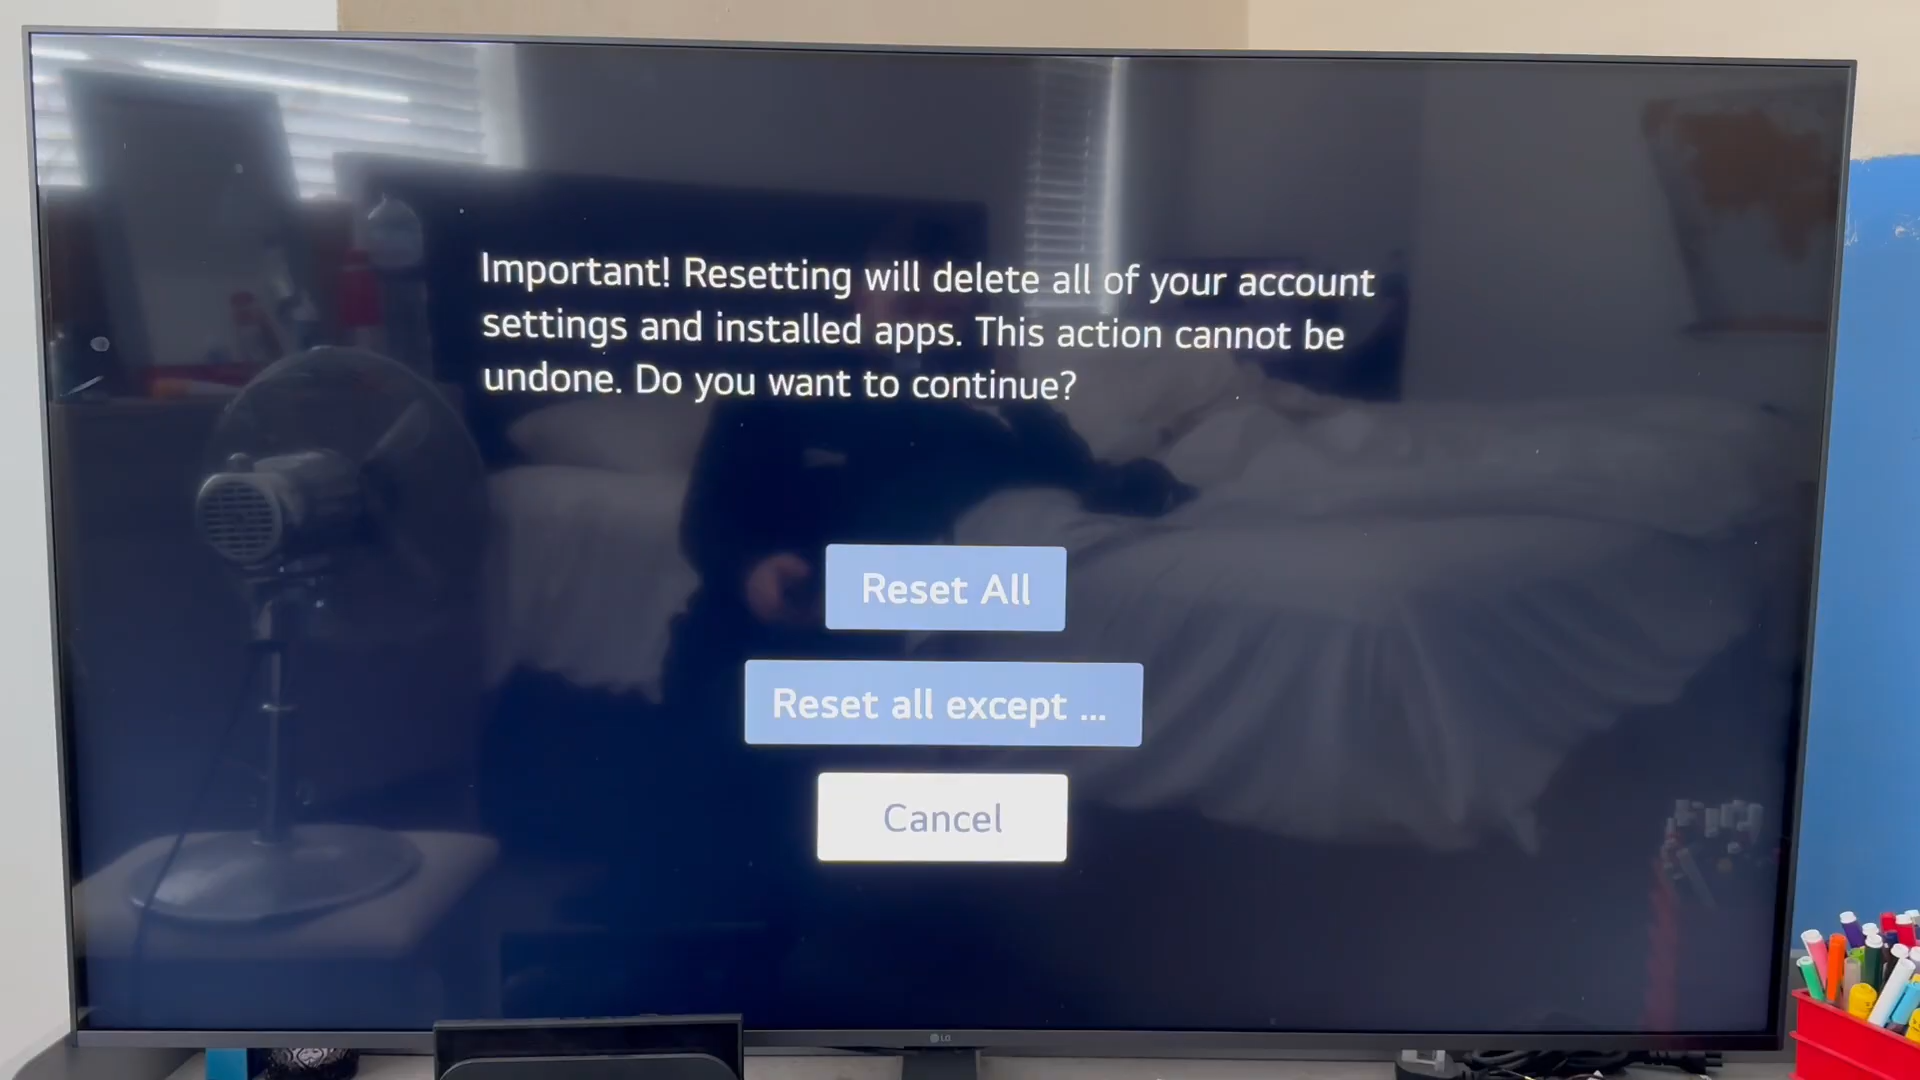 Important! Resetting will delete all of your account
settings and installed apps. This action cannot be
undone. Do you want to continue?
Reset All
Reset all except ...
Cancel
LG